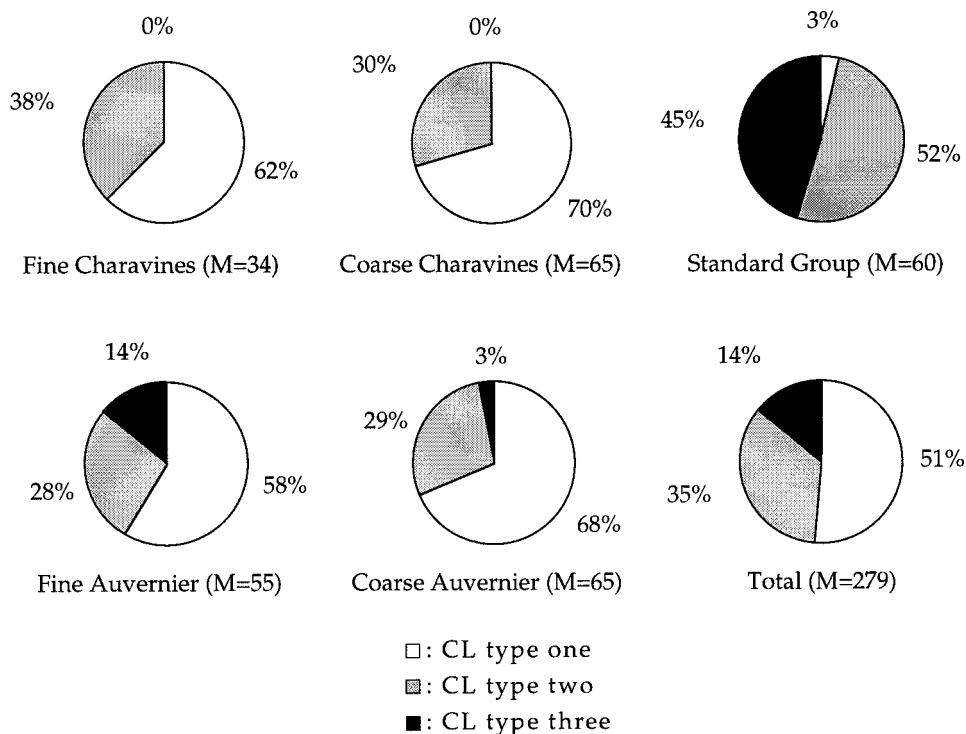 0%
38%
62%
Fine Charavines (M=34)
0%
30%
70%
Coarse Charavines (M=65)
3%
45%
52%
Standard Group (M=60)
14%
28%
58%
Fine Auvernier (M=55)
3%
29%
68%
Coarse Auvernier (M=65)
14%
35%
51%
Total (M=279)
: CL type one
: CL type two
: CL type three